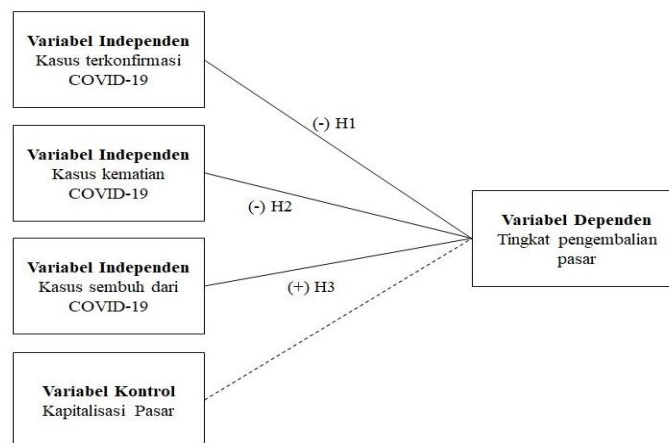 Variabel Independen
Kasus terkonfirmasi
COVID-19
(-) H1
Variabel Independen
Kasus kematian
COVID-19
(-) H2
Variabel Dependen
Tingkat pengembalian
pasar
Variabel Independen
Kasus sembuh dari
COVID-19
(+) H3
Variabel Kontrol
Kapitalisasi Pasar